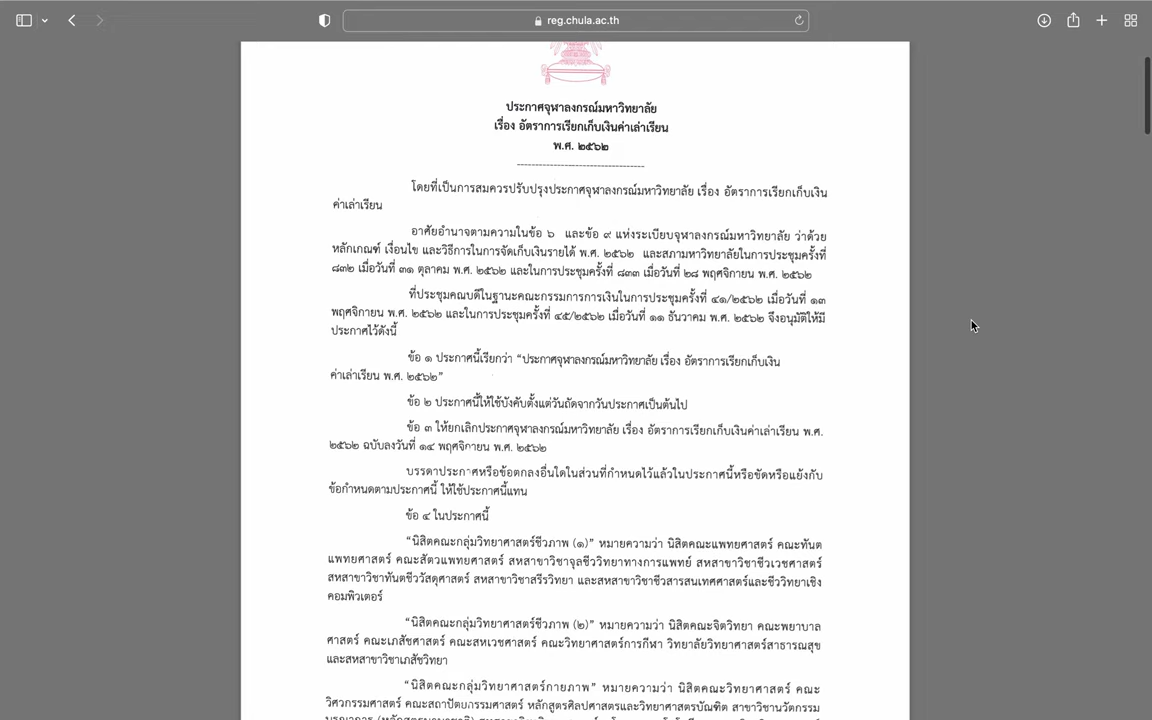 reg.chula.ac.th
ประกาศจุฬาลงกรณ์มหาวิทยาลัย
เรื่อง อัตราการเรียกเก็บเงินค่าเล่าเรียน
พ.ศ. ๒๕๖๒
โดยที่เป็นการสมควรปรับปรุงประกาศจุฬาลงกรณ์มหาวิทยาลัย เรื่อง อัตราการเรียกเก็บเงิน
ค่าเล่าเรียน
อาศัยอำนาจตามความในข้อ ๖ และข้อ ๙ แห่งระเบียบจุฬาลงกรณ์มหาวิทยาลัย ว่าด้วย
หลักเกณฑ์ เงื่อนไข และวิธีการในการจัดเก็บเงินรายได้ พ.ศ. ๒๕๖๒ และสภามหาวิทยาลัยในการประชุมครั้งที่
๘๓๒ เมื่อวันที่ ๓๑ ตุลาคม พ.ศ. ๒๕๖๒ และในการประชุมครั้งที่ ๘๓๓ เมื่อวันที่ ๒๘ พฤศจิกายน พ.ศ. ๒๕๖๒
ที่ประชุมคณบดีในฐานะคณะกรรมการการเงินในการประชุมครั้งที่ ๔๑/๒๕๖๒ เมื่อวันที่ ๑๓
พฤศจิกายน พ.ศ. ๒๕๖๒ และในการประชุมครั้งที่ ๔๕/๒๕๖๒ เมื่อวันที่ ๑๑ ธันวาคม พ.ศ. ๒๕๖๒ จึงอนุมัติให้มี
ประกาศไว้ดังนี้
ข้อ ๑ ประกาศนี้เรียกว่า “ประกาศจุฬาลงกรณ์มหาวิทยาลัย เรื่อง อัตราการเรียกเก็บเงิน
ค่าเล่าเรียน พ.ศ. ๒๕๖๒”
ข้อ ๒ ประกาศนี้ให้ใช้บังคับตั้งแต่วันถัดจากวันประกาศเป็นต้นไป
ข้อ ๓ ให้ยกเลิกประกาศจุฬาลงกรณ์มหาวิทยาลัย เรื่อง อัตราการเรียกเก็บเงินค่าเล่าเรียน พ.ศ.
๒๕๖๒ ฉบับลงวันที่ ๑๔ พฤศจิกายน พ.ศ. ๒๕๖๒
บรรดาประกาศหรือข้อตกลงอื่นใดในส่วนที่กำหนดไว้แล้วในประกาศนี้หรือขัดหรือแย้งกับ
ข้อกำหนดตามประกาศนี้ ให้ใช้ประกาศนี้แทน
ข้อ ๔ ในประกาศนี้
“นิสิตคณะกลุ่มวิทยาศาสตร์ชีวภาพ (๑)” หมายความว่า นิสิตคณะแพทยศาสตร์ คณะทันต
แพทยศาสตร์ คณะสัตวแพทยศาสตร์ สหสาขาวิชาจุลชีววิทยาทางการแพทย์ สหสาขาวิชาชีวเวชศาสตร์
สหสาขาวิชาทันตชีววัสดุศาสตร์ สหสาขาวิชาสรีรวิทยา และสหสาขาวิชาชีวสารสนเทศศาสตร์และชีววิทยาเชิง
คอมพิวเตอร์
“นิสิตคณะกลุ่มวิทยาศาสตร์ชีวภาพ (๒)” หมายความว่า นิสิตคณะจิตวิทยา คณะพยาบาล
ศาสตร์ คณะเภสัชศาสตร์ คณะสหเวชศาสตร์ คณะวิทยาศาสตร์การกีฬา วิทยาลัยวิทยาศาสตร์สาธารณสุข
และสหสาขาวิชาเภสัชวิทยา
“นิสิตคณะกลุ่มวิทยาศาสตร์กายภาพ” หมายความว่า นิสิตคณะวิทยาศาสตร์ คณะ
วิศวกรรมศาสตร์ คณะสถาปัตยกรรมศาสตร์ หลักสูตรศิลปศาสตรและวิทยาศาสตรบัณฑิต สาขาวิชานวัตกรรม